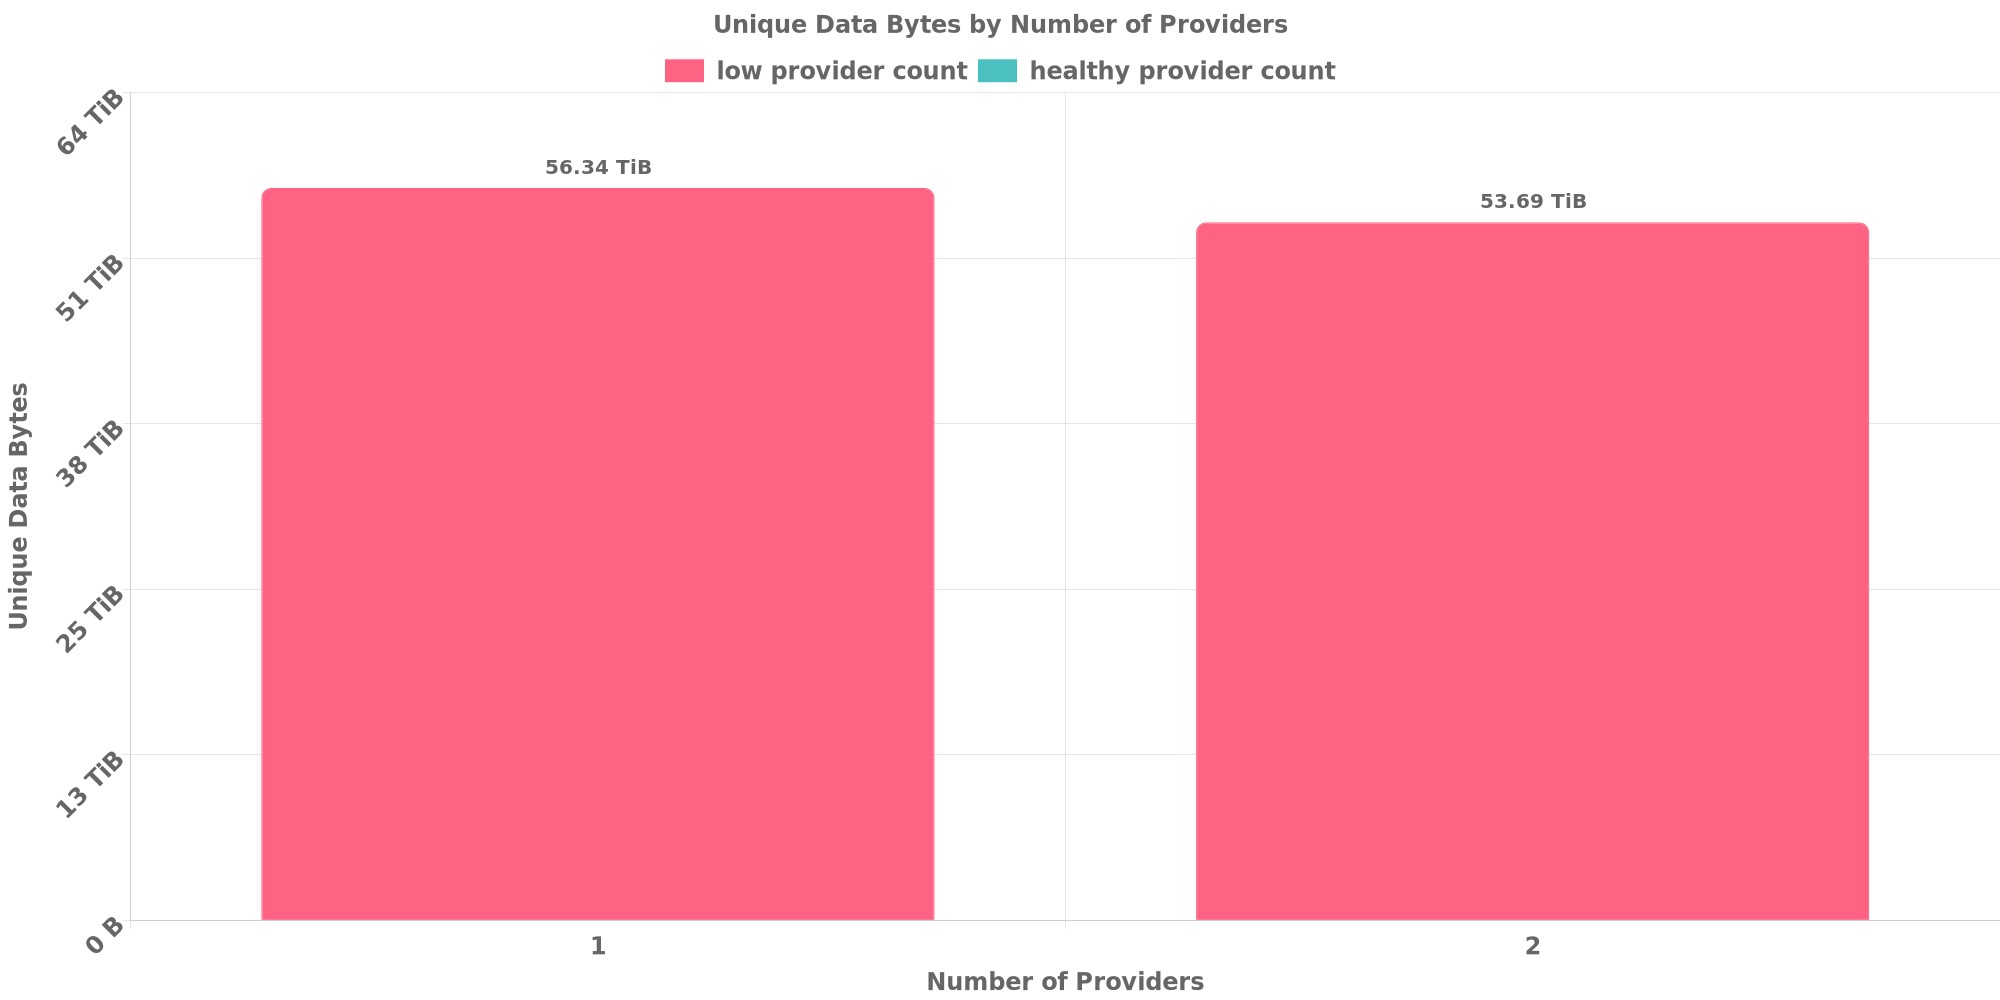 Unique Data Bytes by Number of Providers
low provider count healthy provider count
64 TiB
51 TiB
38 TiB
25 TiB
13 TiB
0 B
Unique Data Bytes
56.34 TiB
53.69 TiB
1 2
Number of Providers